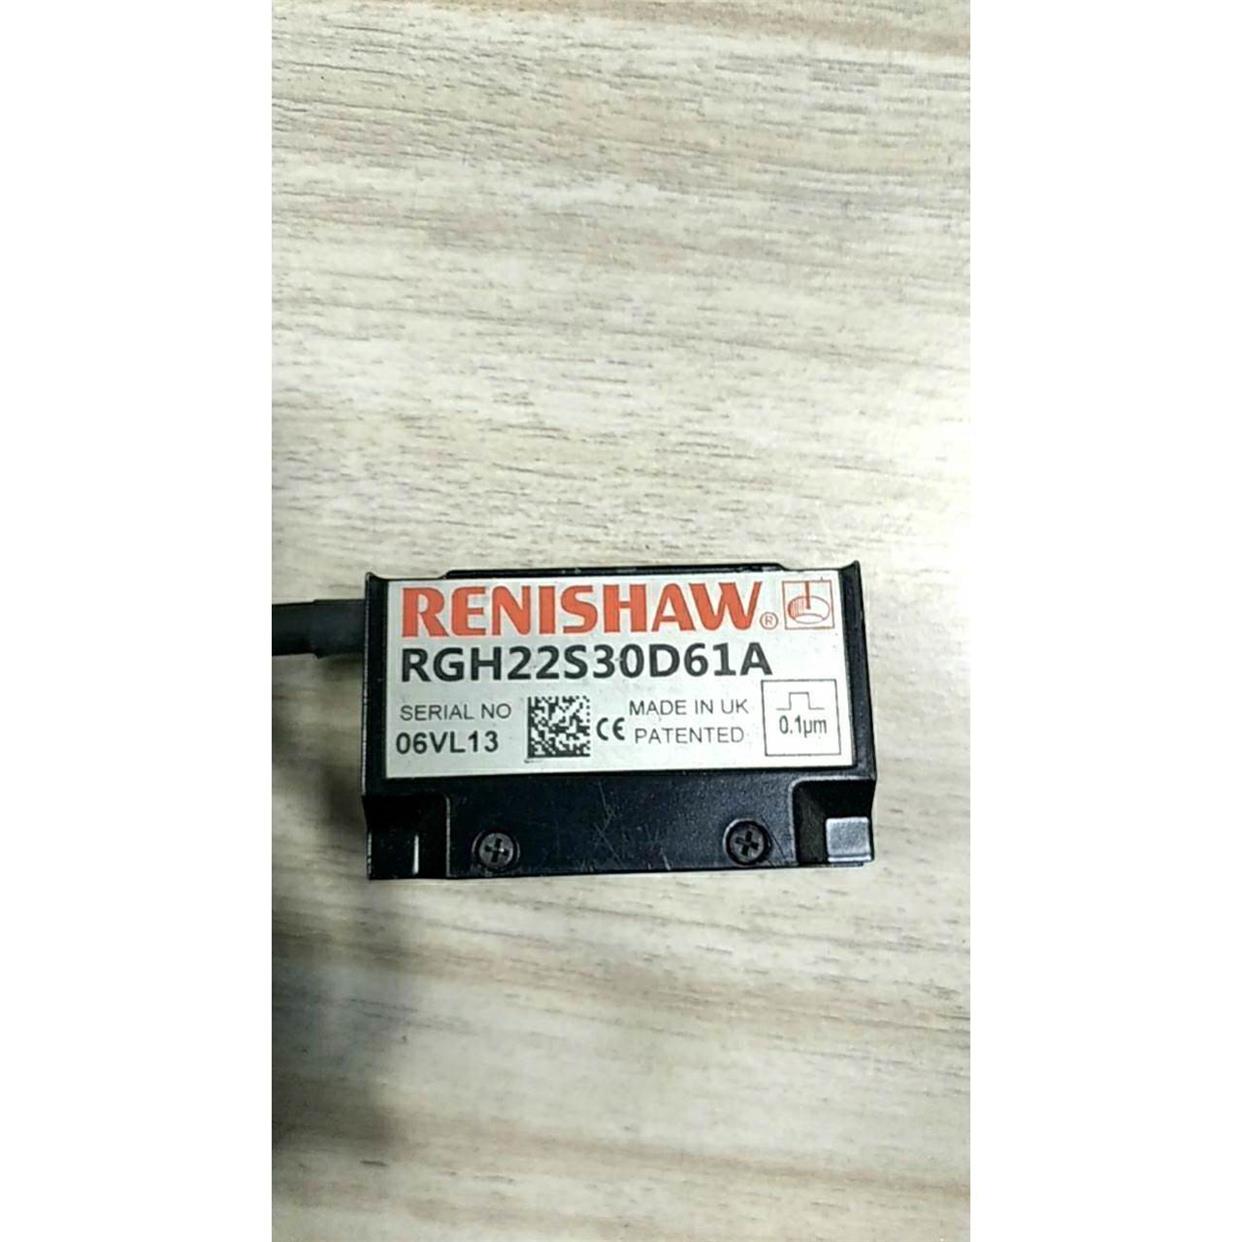 RENISHAW®
RGH22S30D61A
SERIAL NO
06VL13
CE
MADE IN UK
PATENTED
0.1µm